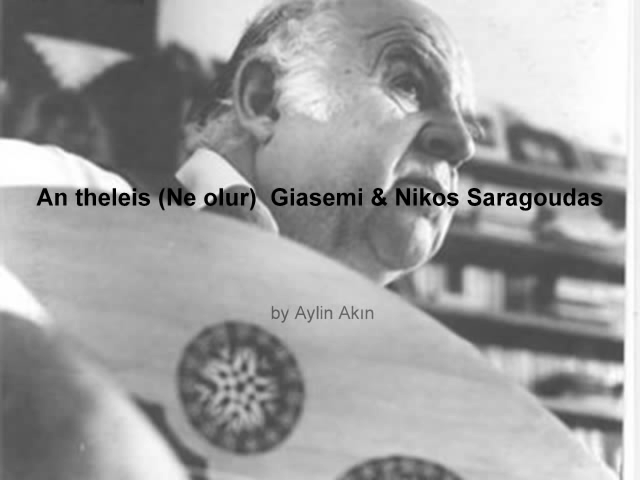 An theleis (Ne olur)  Giasemi & Nikos Saragoudas
by Aylin Akın